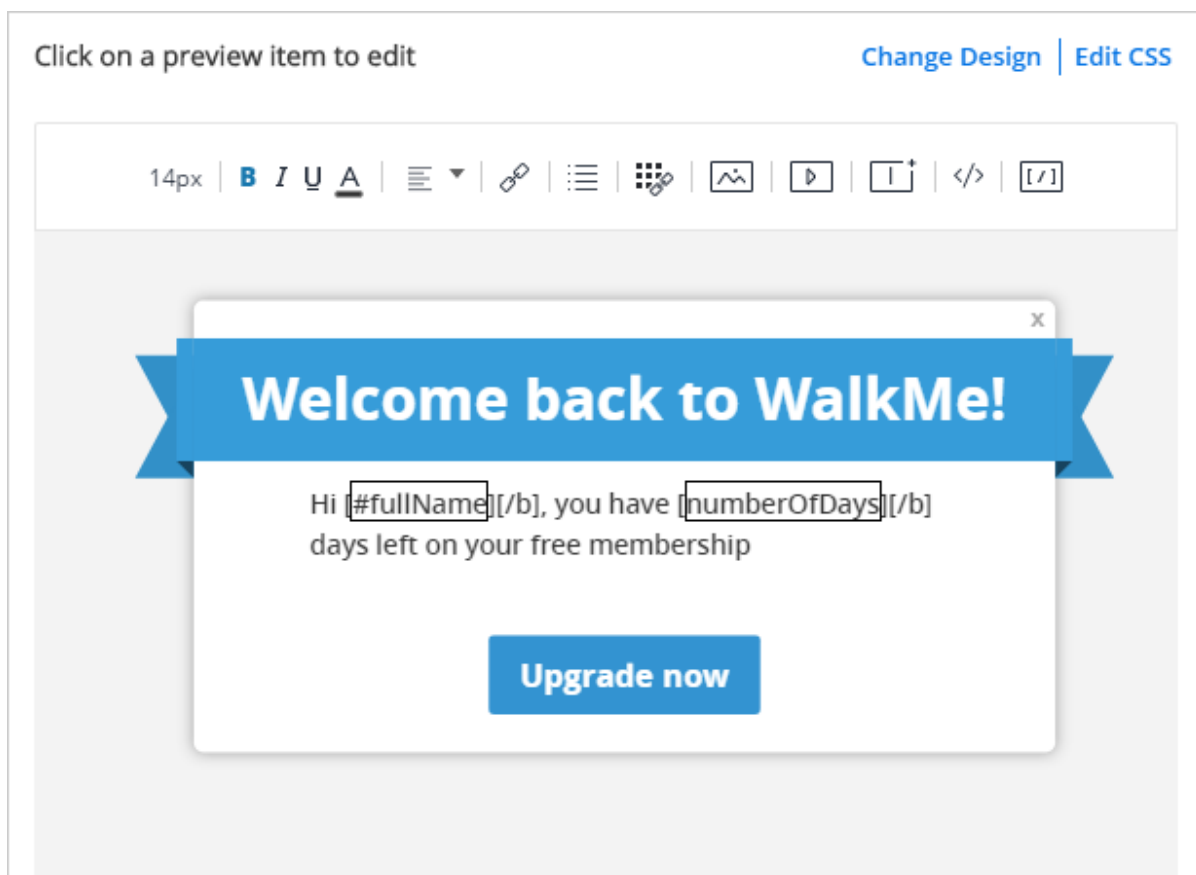 Click on a preview item to edit
Change Design | Edit CSS
14px B I U A </> [/]
x
Welcome back to WalkMe!
Hi [#fullName][/b], you have [numberOfDays][/b]
days left on your free membership
Upgrade now